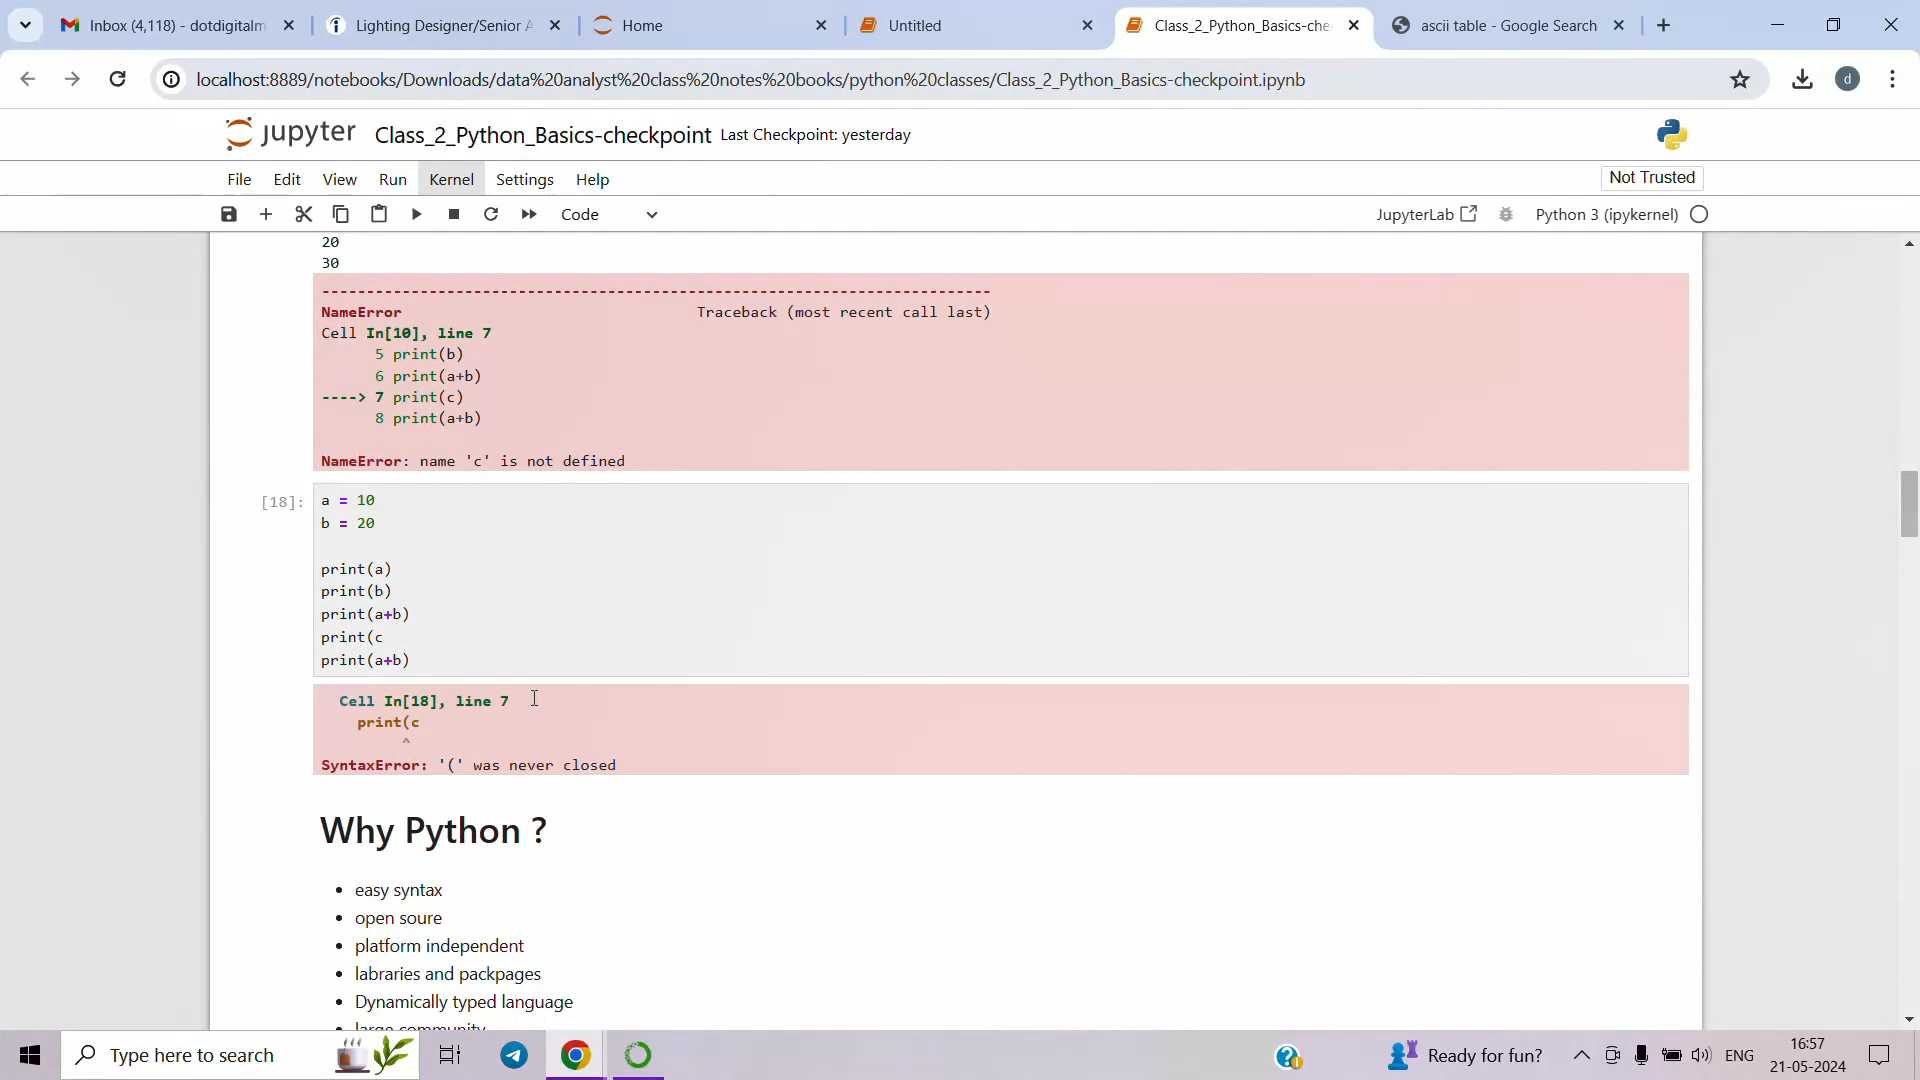 Inbox (4,118) - dotdigitalm
Lighting Designer/Senior A
Home
Untitled
Class_2_Python_Basics-che
ascii table - Google Search
localhost:8889/notebooks/Downloads/data%20analyst%20class%20notes%20books/python%20classes/Class_2_Python_Basics-checkpoint.ipynb
d
jupyter Class_2_Python_Basics-checkpoint Last Checkpoint: yesterday
File Edit View Run Kernel Settings Help
Not Trusted
Code
JupyterLab
Python 3 (ipykernel)
20
30
---------------------------------------------------------------------------
NameError                                 Traceback (most recent call last)
Cell In[10], line 7
      5 print(b)
      6 print(a+b)
----> 7 print(c)
      8 print(a+b)
NameError: name 'c' is not defined
[18]:
a = 10
b = 20
print(a)
print(b)
print(a+b)
print(c
print(a+b)
  Cell In[18], line 7
    print(c
         ^
SyntaxError: '(' was never closed
Why Python ?
• easy syntax
• open soure
• platform independent
• labraries and packpages
• Dynamically typed language
• large community
Type here to search
Ready for fun?
ENG
16:57
21-05-2024